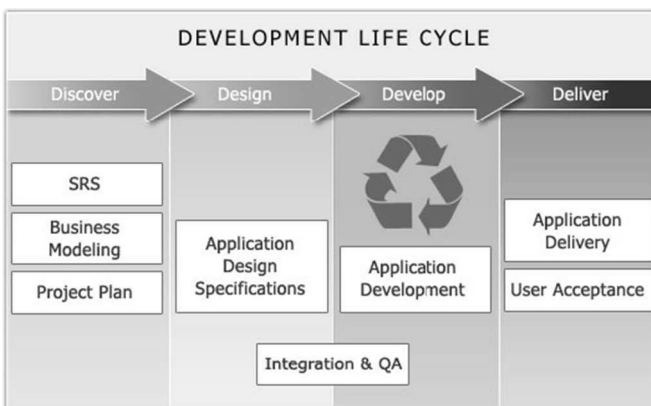 DEVELOPMENT LIFE CYCLE
Discover
Design
Develop
Deliver
SRS
Business
Modeling
Project Plan
Application
Design
Specifications
Application
Development
Application
Delivery
User Acceptance
Integration & QA